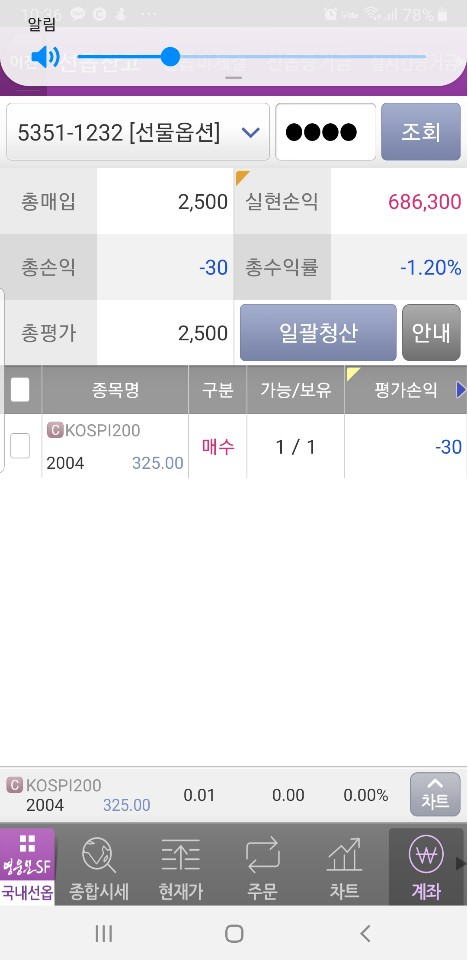 10:36 78%
알림
5351-1232 [선물옵션] 조회
총매입 2,500 실현손익 686,300
총손익 -30 총수익률 -1.20%
총평가 2,500 일괄청산 안내
종목명 구분 가능/보유 평가손익
C KOSPI200
2004 325.00 매수 1 / 1 -30
C KOSPI200
2004 325.00 0.01 0.00 0.00% 차트
영웅문SF
국내선옵 종합시세 현재가 주문 차트 계좌